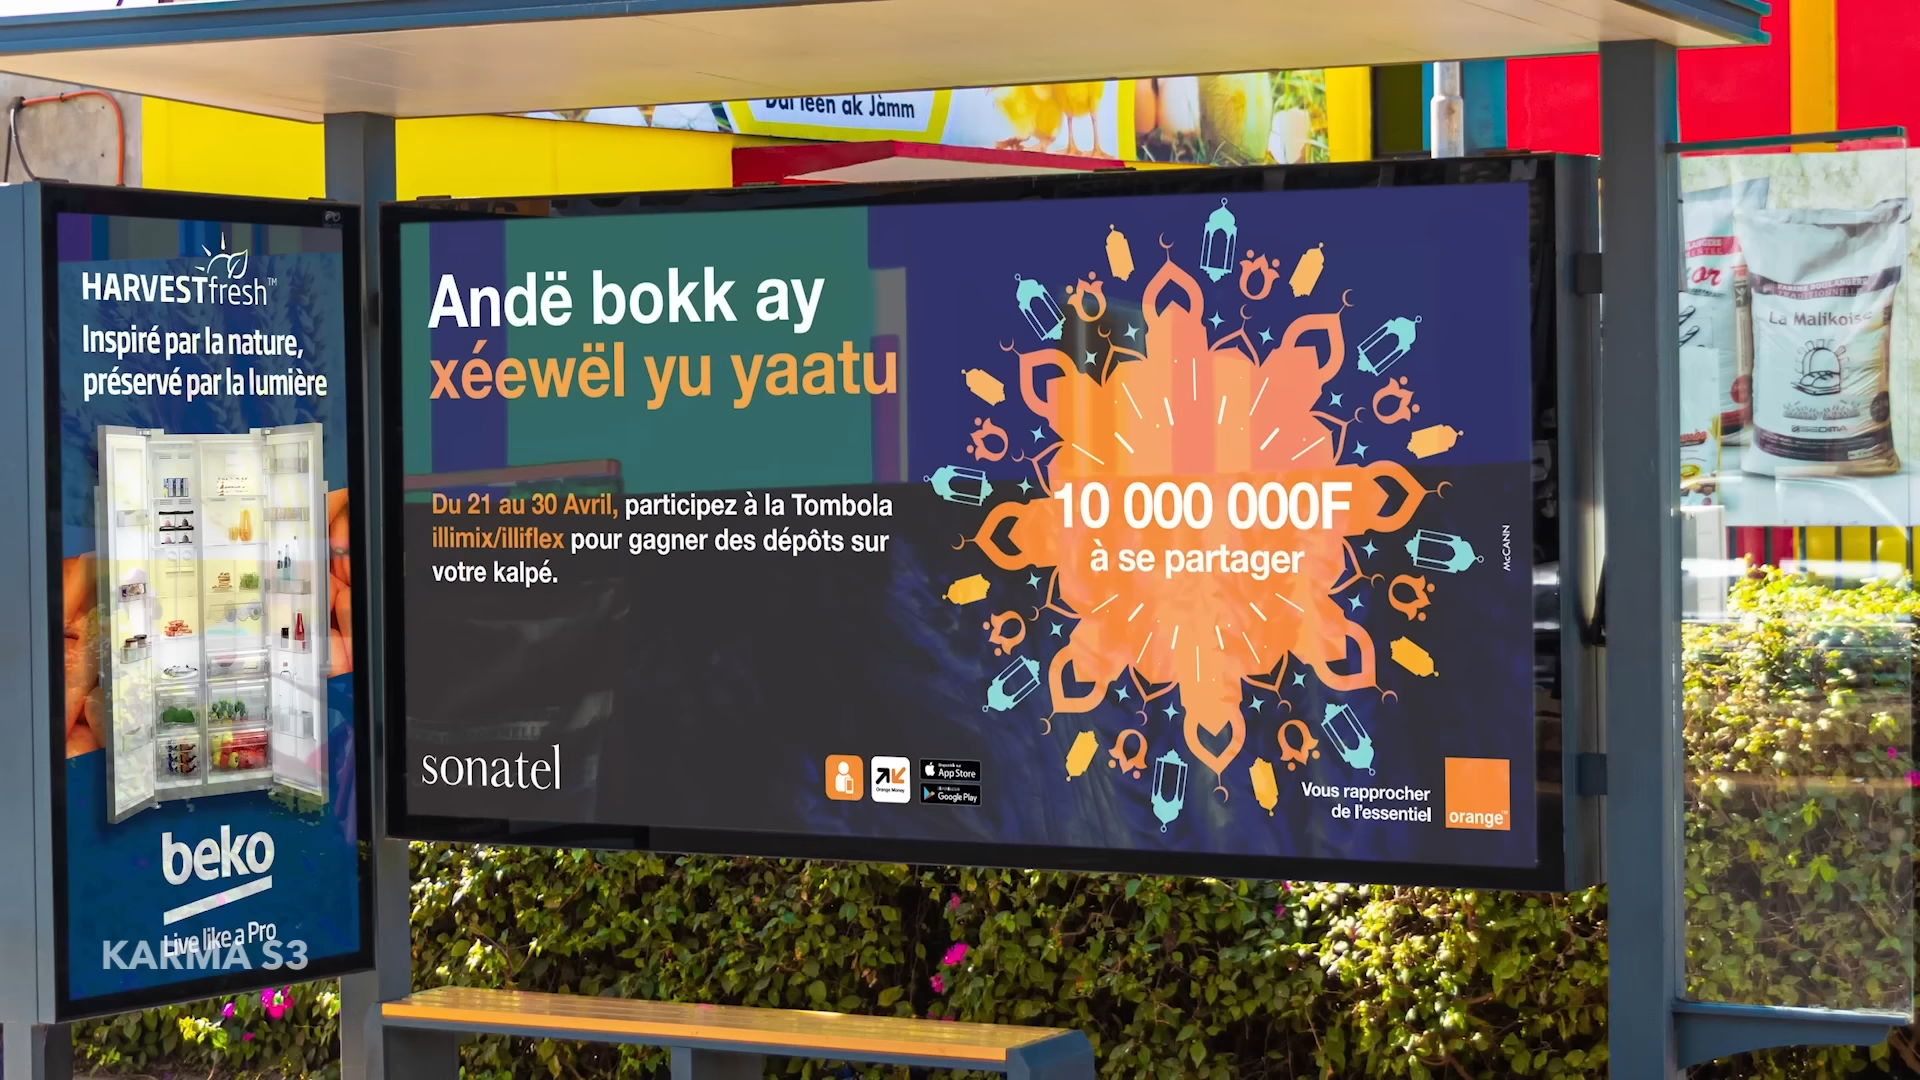 Dal leen ak Jàmm
HARVESTfresh™
Inspiré par la nature,
préservé par la lumière
beko
Live like a Pro
KARMA S3
Andë bokk ay
xéewël yu yaatu
Du 21 au 30 Avril, participez à la Tombola
illimix/illiflex pour gagner des dépôts sur
votre kalpé.
10 000 000F
à se partager
McCANN
sonatel
Orange Money
App Store
Google Play
Vous rapprocher
de l'essentiel
orange™
La Malikoise